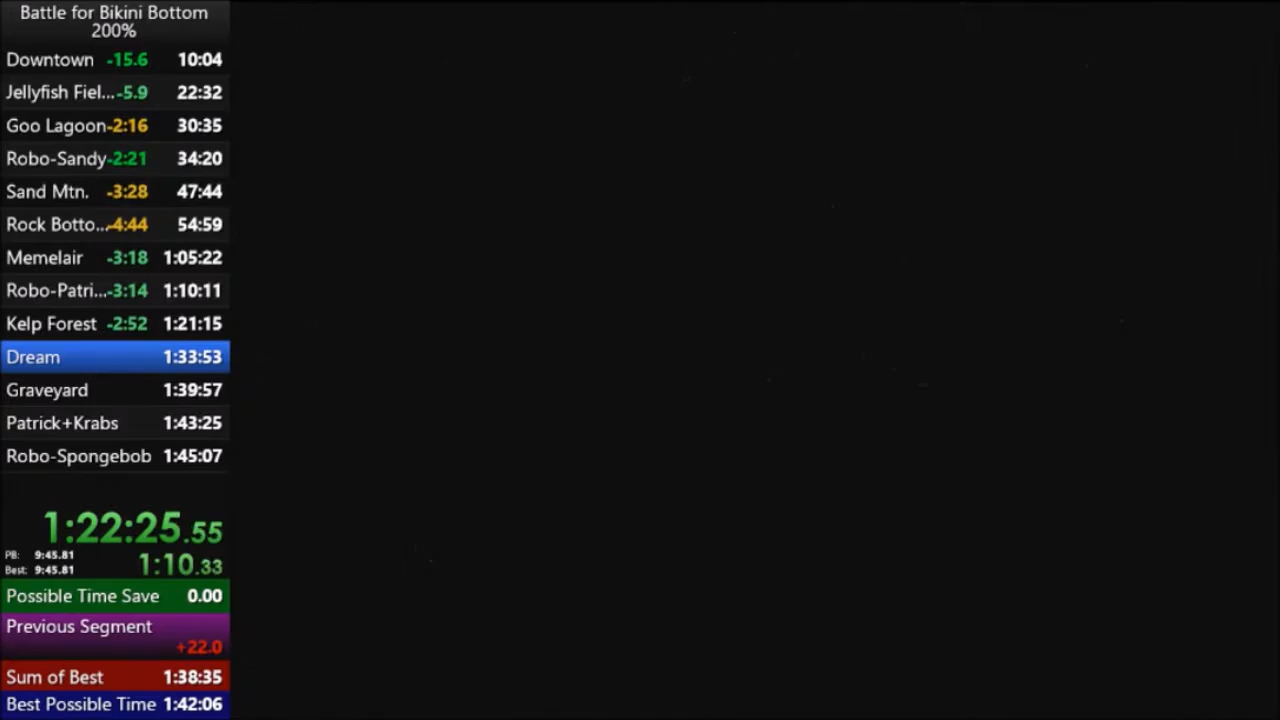 Battle for Bikini Bottom
200%
Downtown -15.6 10:04
Jellyfish Fiel... -5.9 22:32
Goo Lagoon -2:16 30:35
Robo-Sandy -2:21 34:20
Sand Mtn. -3:28 47:44
Rock Botto... -4:44 54:59
Memelair -3:18 1:05:22
Robo-Patri... -3:14 1:10:11
Kelp Forest -2:52 1:21:15
Dream 1:33:53
Graveyard 1:39:57
Patrick+Krabs 1:43:25
Robo-Spongebob 1:45:07
1:22:25.55
PB: 9:45.81
Best: 9:45.81 1:10.33
Possible Time Save 0.00
Previous Segment
+22.0
Sum of Best 1:38:35
Best Possible Time 1:42:06